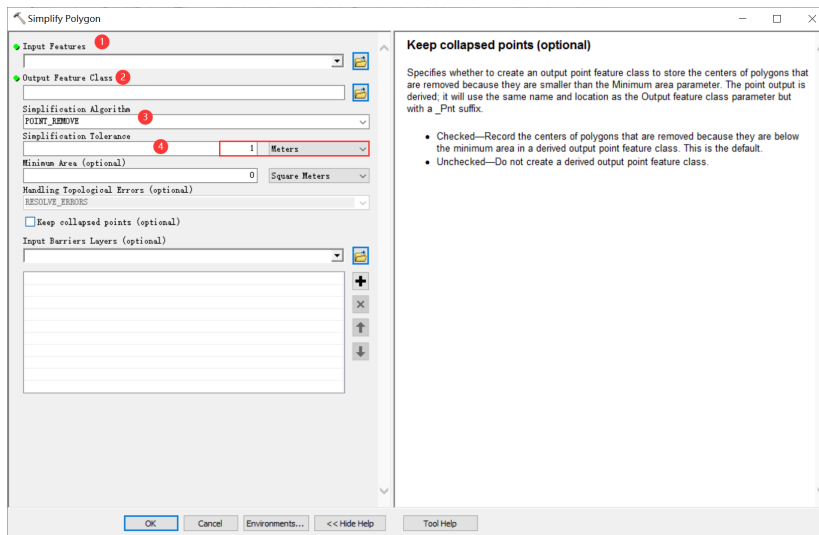 Simplify Polygon
Input Features 1
Output Feature Class 2
Simplification Algorithm
3
POINT_REMOVE
Simplification Tolerance
4
1 Meters
Minimum Area (optional)
0 Square Meters
Handling Topological Errors (optional)
RESOLVE_ERRORS
Keep collapsed points (optional)
Input Barriers Layers (optional)
OK Cancel Environments... << Hide Help Tool Help
Keep collapsed points (optional)
Specifies whether to create an output point feature class to store the centers of polygons that
are removed because they are smaller than the Minimum area parameter. The point output is
derived; it will use the same name and location as the Output feature class parameter but
with a _Pnt suffix.
• Checked—Record the centers of polygons that are removed because they are below
the minimum area in a derived output point feature class. This is the default.
• Unchecked—Do not create a derived output point feature class.